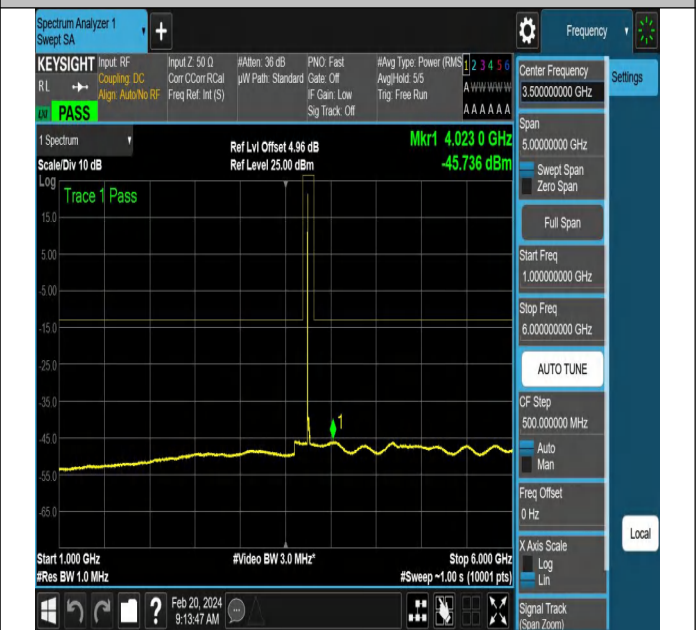 Spectrum Analyzer 1
Swept SA
+
Frequency
KEYSIGHT
RL
Input: RF
Coupling: DC
Align: Auto/No RF
Input Z: 50 Ω
Corr CCorr RCal
Freq Ref: Int (S)
#Atten: 36 dB
µW Path: Standard
PNO: Fast
Gate: Off
IF Gain: Low
Sig Track: Off
#Avg Type: Power (RMS
Avg|Hold: 5/5
Trig: Free Run
1 2 3 4 5 6
A W W W W W
A A A A A A
PASS
1 Spectrum
Scale/Div 10 dB
Ref Lvl Offset 4.96 dB
Ref Level 25.00 dBm
Mkr1 4.023 0 GHz
-45.736 dBm
Log
Trace 1 Pass
15.0
5.00
-5.00
-15.0
-25.0
-35.0
-45.0
-55.0
-65.0
1
Start 1.000 GHz
#Res BW 1.0 MHz
#Video BW 3.0 MHz*
Stop 6.000 GHz
#Sweep ~1.00 s (10001 pts)
Center Frequency
3.500000000 GHz
Settings
Span
5.00000000 GHz
Swept Span
Zero Span
Full Span
Start Freq
1.000000000 GHz
Stop Freq
6.000000000 GHz
AUTO TUNE
CF Step
500.000000 MHz
Auto
Man
Freq Offset
0 Hz
X Axis Scale
Log
Lin
Local
Signal Track
(Span Zoom)
?
Feb 20, 2024
9:13:47 AM